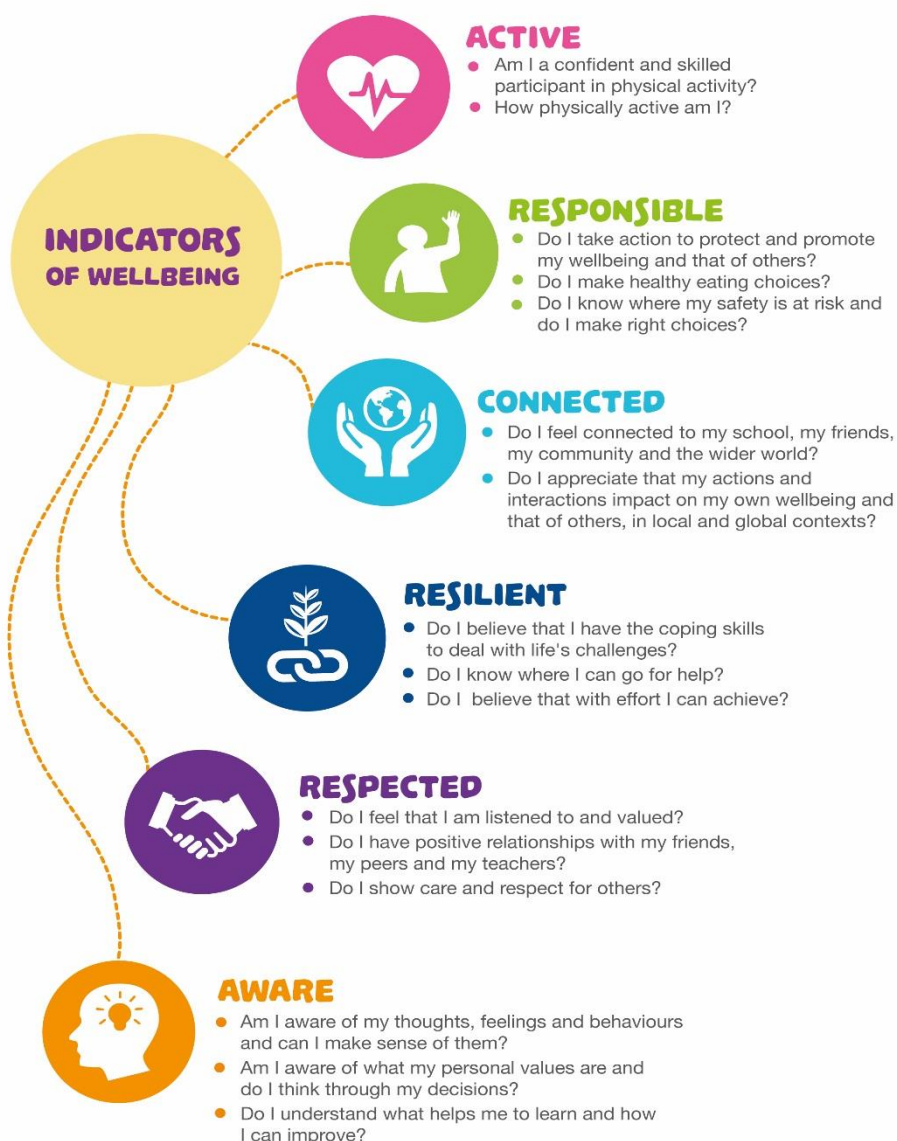 ACTIVE
Am I a confident and skilled
participant in physical activity?
How physically active am I?
INDICATORS
OF WELLBEING
RESPONSIBLE
Do I take action to protect and promote
my wellbeing and that of others?
Do I make healthy eating choices?
Do I know where my safety is at risk and
do I make right choices?
CONNECTED
Do I feel connected to my school, my friends,
my community and the wider world?
Do I appreciate that my actions and
interactions impact on my own wellbeing and
that of others, in local and global contexts?
RESILIENT
Do I believe that I have the coping skills
to deal with life's challenges?
Do I know where I can go for help?
Do I believe that with effort I can achieve?
RESPECTED
Do I feel that I am listened to and valued?
Do I have positive relationships with my friends,
my peers and my teachers?
Do I show care and respect for others?
AWARE
Am I aware of my thoughts, feelings and behaviours
and can I make sense of them?
Am I aware of what my personal values are and
do I think through my decisions?
Do I understand what helps me to learn and how
I can improve?